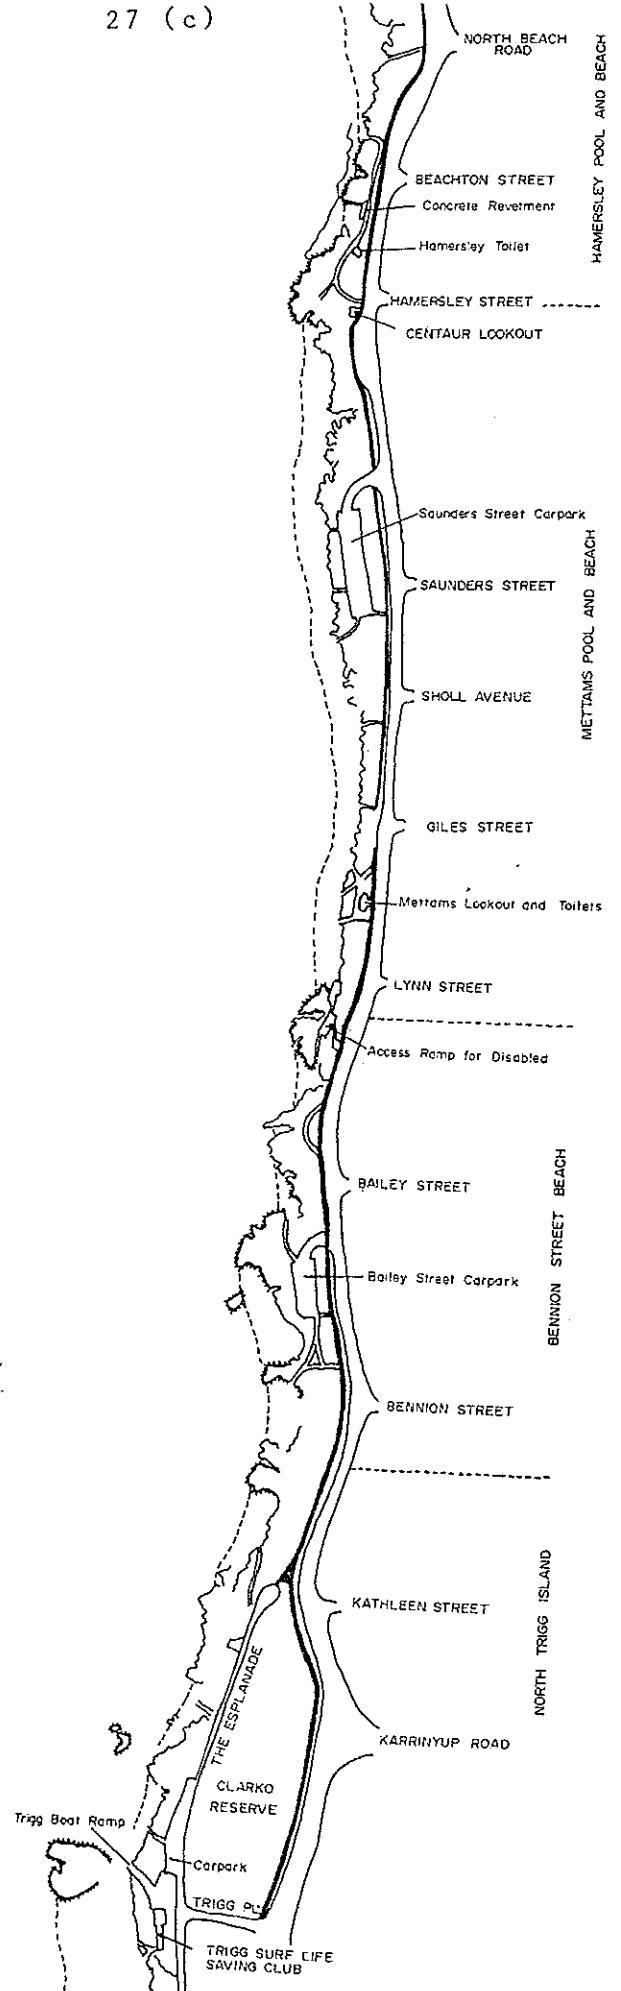 27 (c)
NORTH BEACH
ROAD
HAMERSLEY POOL AND BEACH
BEACHTON STREET
Concrete Revetment
Hamersley Toilet
HAMERSLEY STREET
CENTAUR LOOKOUT
Saunders Street Carpark
SAUNDERS STREET
METTAMS POOL AND BEACH
SHOLL AVENUE
GILES STREET
Mettams Lookout and Toilets
LYNN STREET
Access Ramp for Disabled
BAILEY STREET
BENNION STREET BEACH
Bailey Street Carpark
BENNION STREET
KATHLEEN STREET
NORTH TRIGG ISLAND
THE ESPLANADE
KARRINYUP ROAD
CLARKO
RESERVE
Trigg Boat Ramp
Carpark
TRIGG PL
TRIGG SURF LIFE
SAVING CLUB